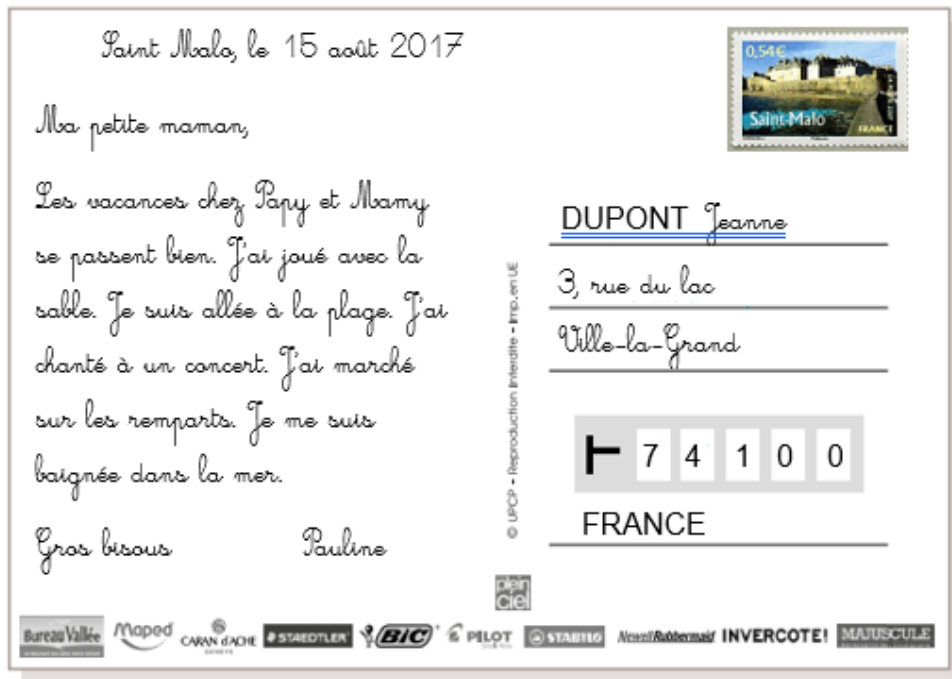 Saint Malo, le 15 août 2017
0,54€
Saint-Malo
FRANCE
Ma petite maman,
Les vacances chez Papy et Mamy
se passent bien. J'ai joué avec la
sable. Je suis allée à la plage. J'ai
chanté à un concert. J'ai marché
sur les remparts. Je me suis
baignée dans la mer.
Gros bisous Pauline
© UPCP - Reproduction Interdite - Imp. en UE
DUPONT Jeanne
3, rue du lac
Ville-la-Grand
74100
FRANCE
plein ciel
Bureau Vallée Maped CARAN d'ACHE GENEVE STAEDTLER BIC PILOT STABILO NewellRubbermaid INVERCOTE! MAJUSCULE